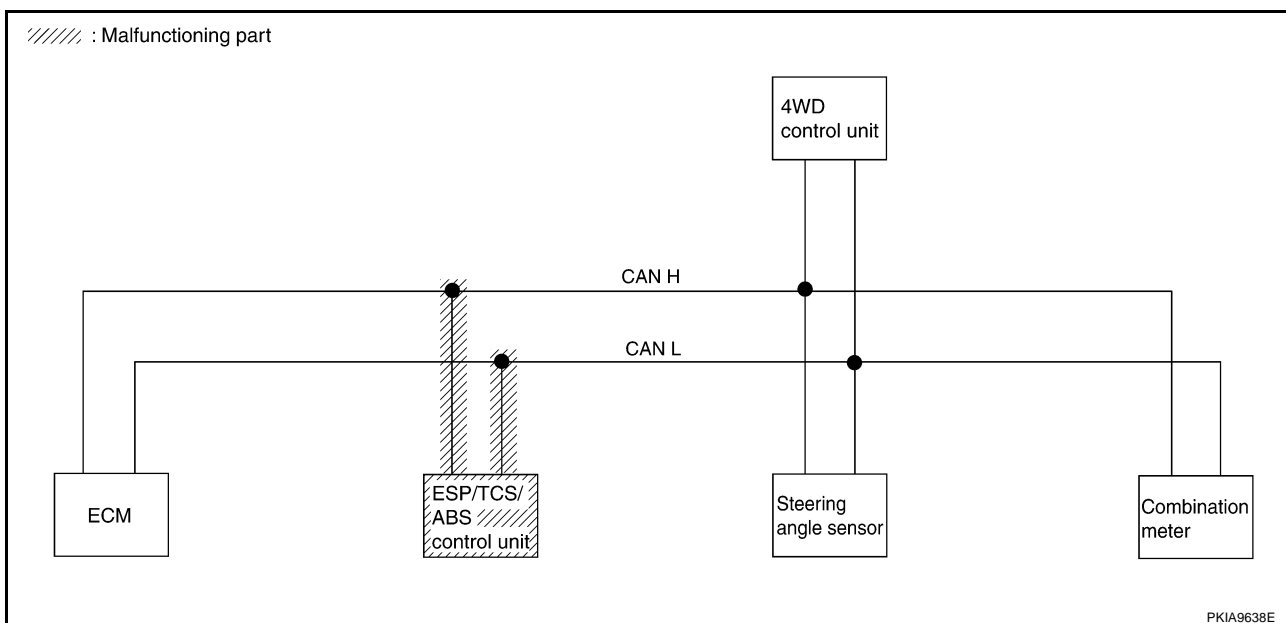 : Malfunctioning part
4WD
control unit
CAN H
CAN L
ECM
ESP/TCS/
ABS
control unit
Steering
angle sensor
Combination
meter
PKIA9638E